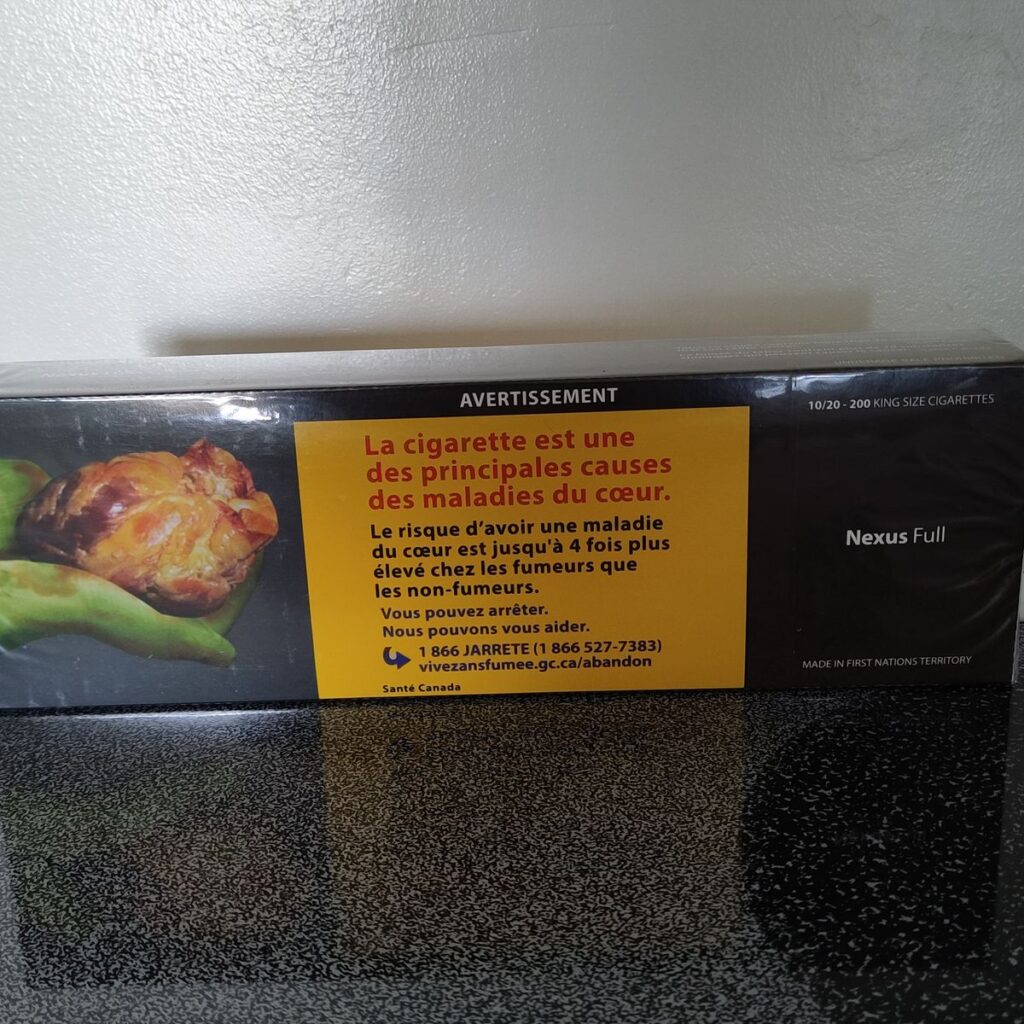 AVERTISSEMENT
La cigarette est une
des principales causes
des maladies du cœur.
Le risque d'avoir une maladie
du cœur est jusqu'à 4 fois plus
élevé chez les fumeurs que
les non-fumeurs.
Vous pouvez arrêter.
Nous pouvons vous aider.
1 866 JARRETE (1 866 527-7383)
vivezansfumee.gc.ca/abandon
Santé Canada
10/20 - 200 KING SIZE CIGARETTES
Nexus Full
MADE IN FIRST NATIONS TERRITORY